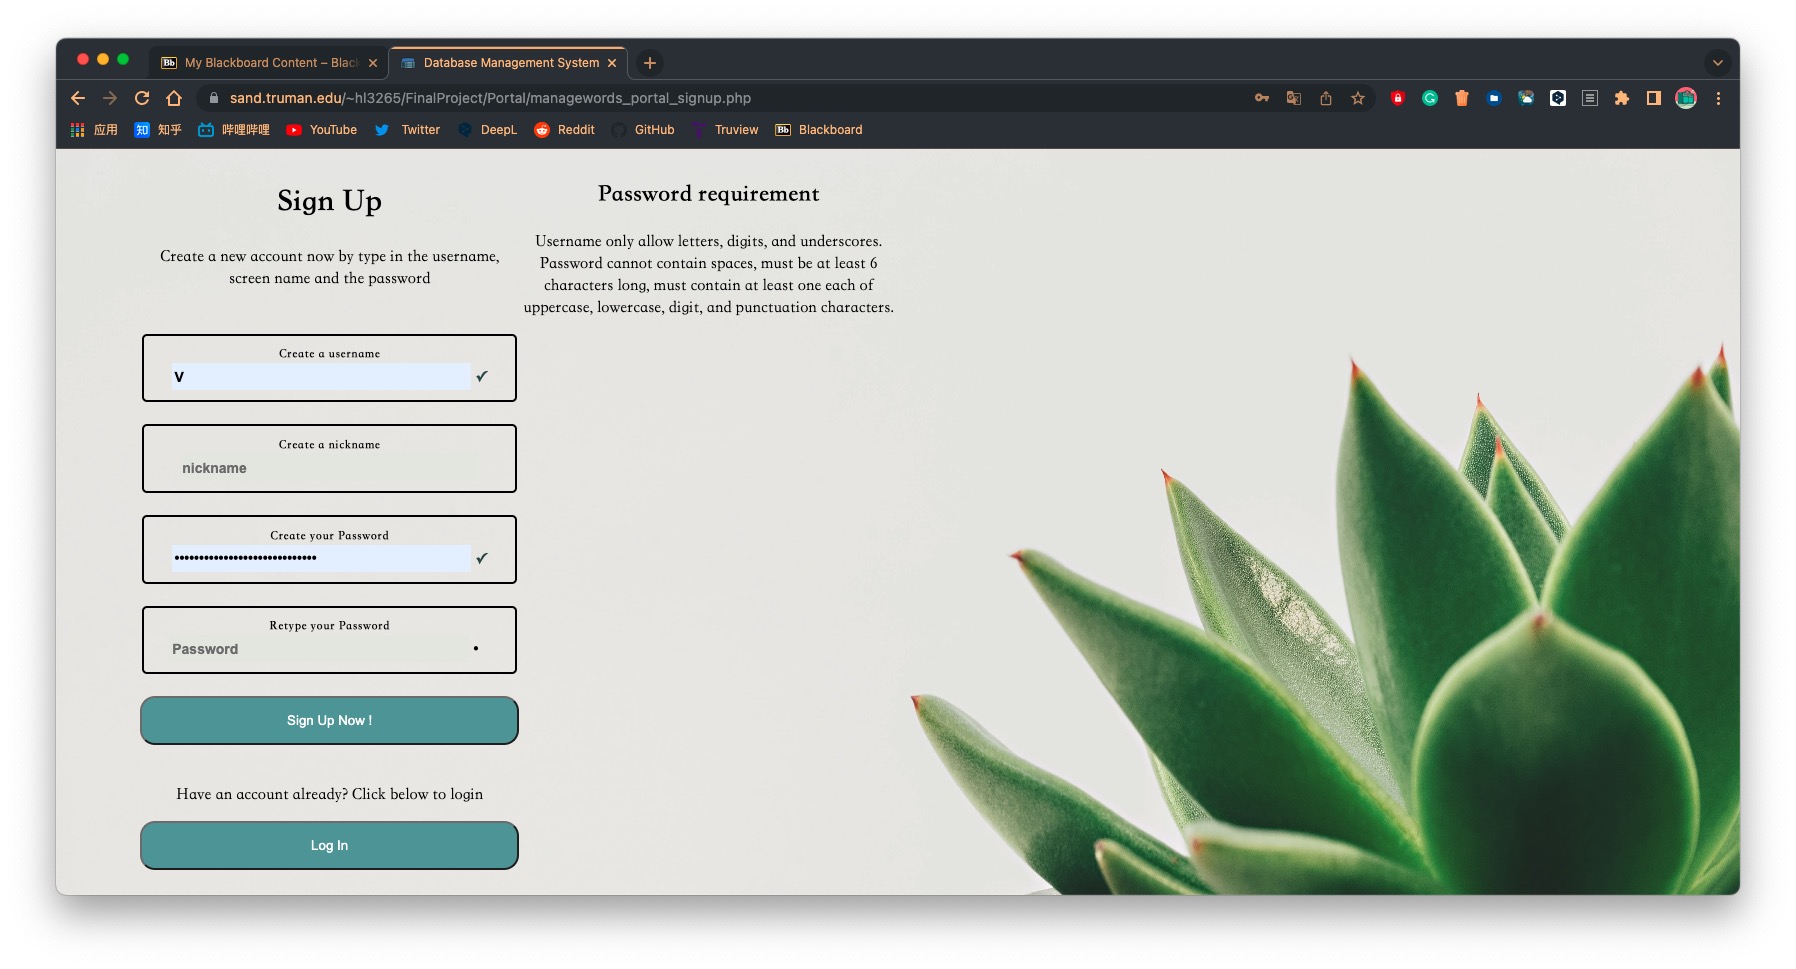 Bb My Blackboard Content – Blac
Database Management System
sand.truman.edu/~hl3265/FinalProject/Portal/managewords_portal_signup.php
应用 知 知乎 哔哩哔哩 YouTube Twitter DeepL Reddit GitHub Truview Bb Blackboard
Sign Up
Create a new account now by type in the username,
screen name and the password
Create a username
V
Create a nickname
nickname
Create your Password
Retype your Password
Password
Sign Up Now !
Have an account already? Click below to login
Log In
Password requirement
Username only allow letters, digits, and underscores.
Password cannot contain spaces, must be at least 6
characters long, must contain at least one each of
uppercase, lowercase, digit, and punctuation characters.